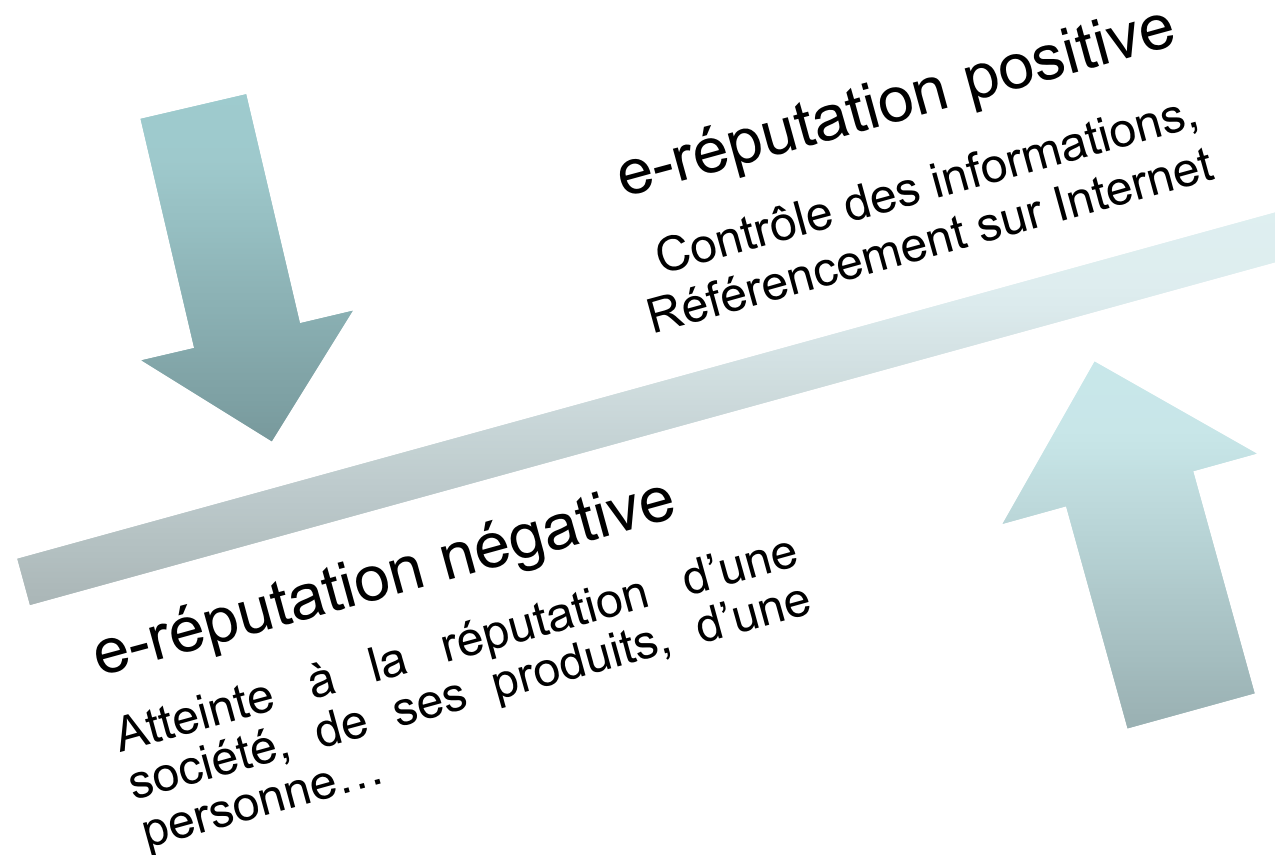 e-réputation positive
Contrôle des informations,
Référencement sur Internet
e-réputation négative
Atteinte à la réputation d’une
société, de ses produits, d’une
personne…